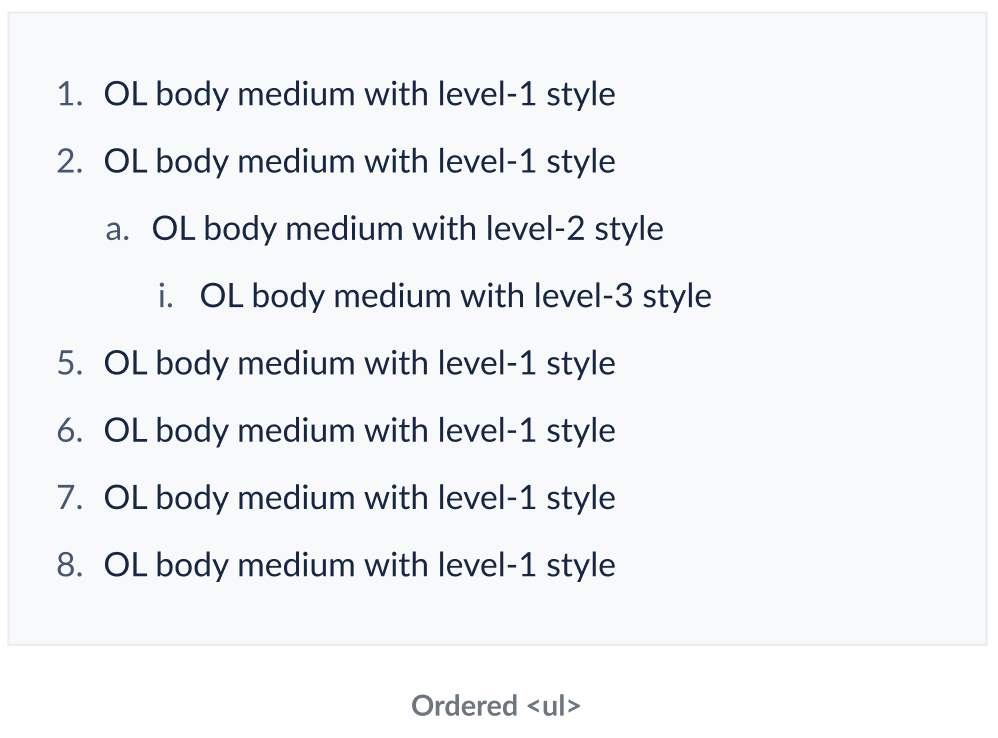 1. OL body medium with level-1 style
2. OL body medium with level-1 style
a. OL body medium with level-2 style
i. OL body medium with level-3 style
5. OL body medium with level-1 style
6. OL body medium with level-1 style
7. OL body medium with level-1 style
8. OL body medium with level-1 style
Ordered <ul>